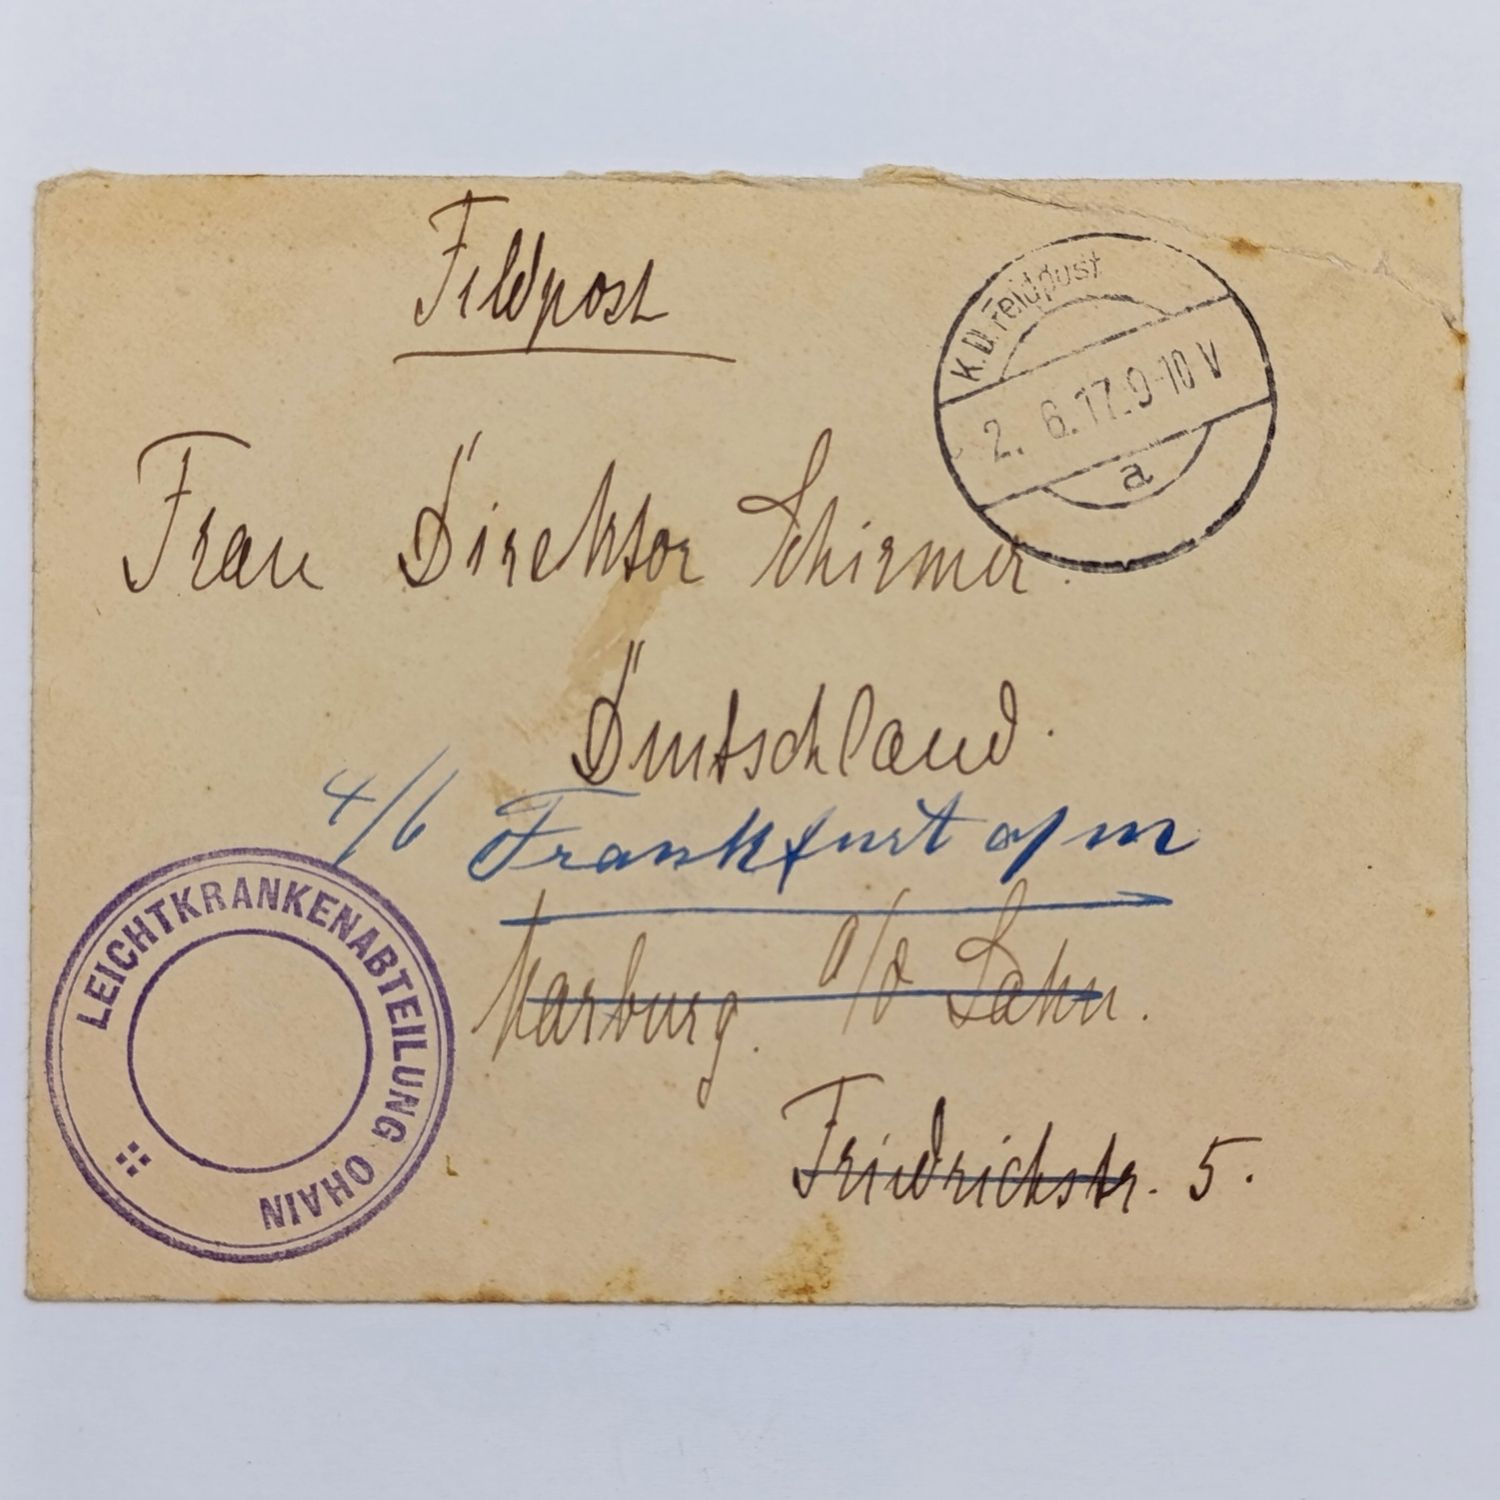 Feldpost
K.D. Feldpost
2. 6.17. 9-10 V
a
Frau Direktor Schirmer.
Deutschland.
4/6 Frankfurt a/m
Marburg. a/d Lahn.
Friedrichstr. 5.
LEICHTKRANKENABTEILUNG OHAIN